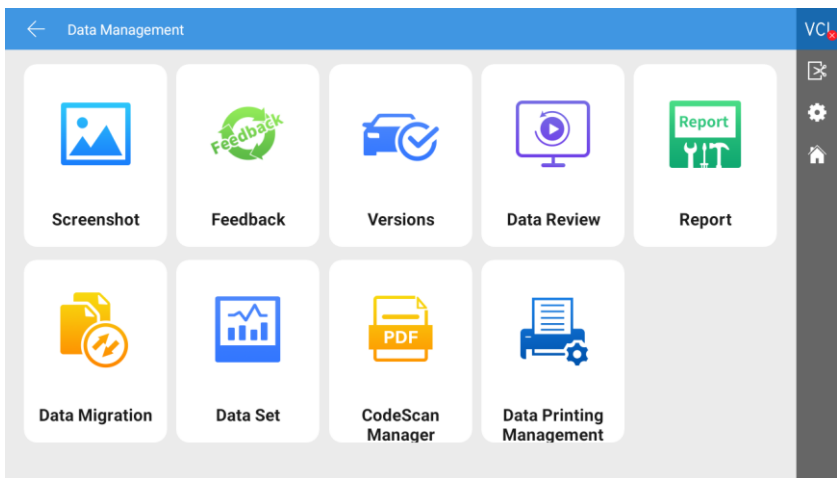 Data Management
VCI
Feedback
Report
Screenshot
Feedback
Versions
Data Review
Report
PDF
Data Migration
Data Set
CodeScan
Manager
Data Printing
Management